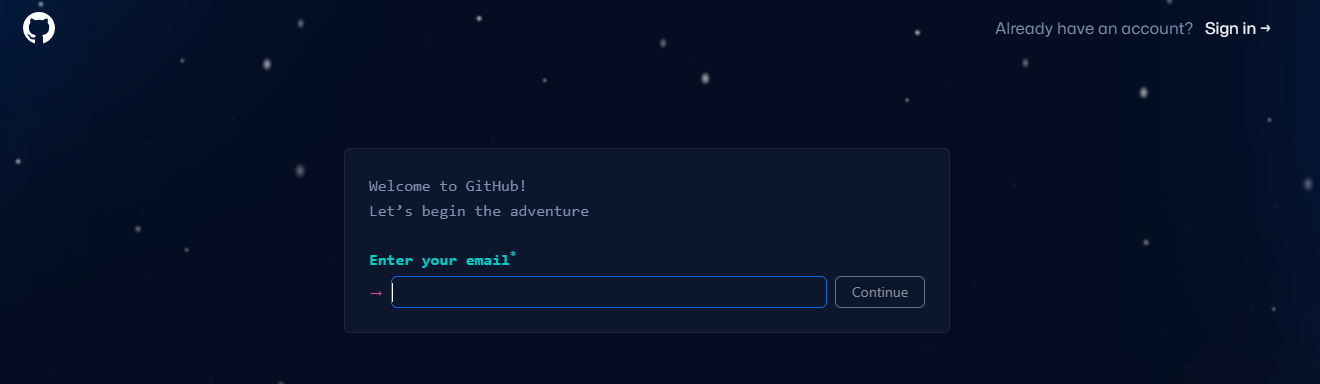 Already have an account? Sign in →
Welcome to GitHub!
Let’s begin the adventure
Enter your email*
→ Continue